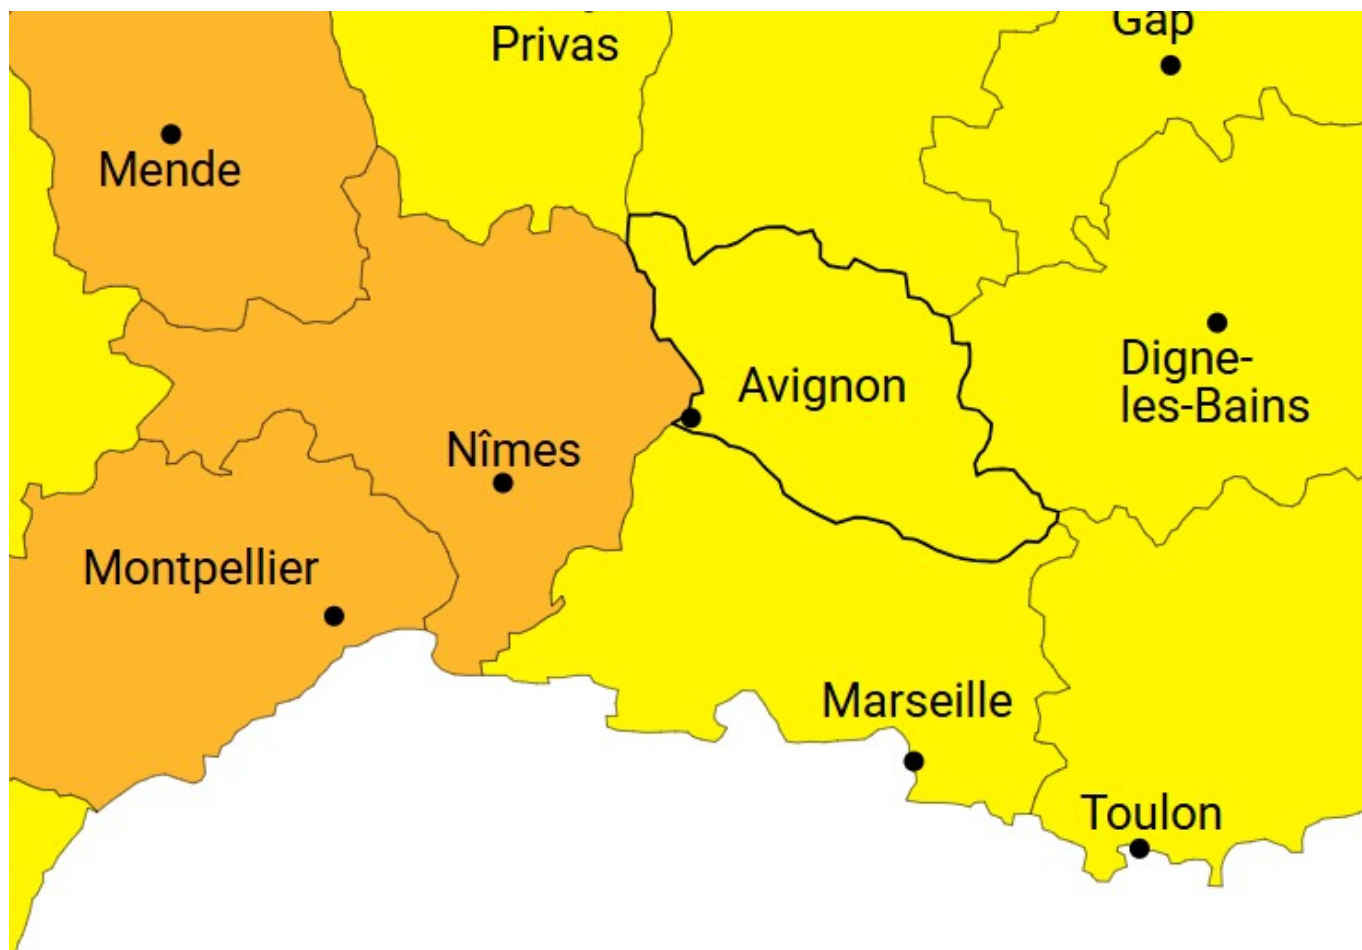 Gap
Privas
Mende
Digne-
les-Bains
Avignon
Nîmes
Montpellier
Marseille
Toulon